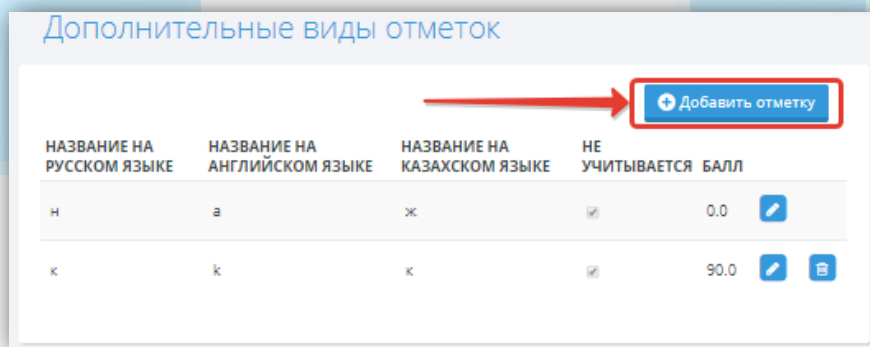 Дополнительные виды отметок
Добавить отметку
НАЗВАНИЕ НА РУССКОМ ЯЗЫКЕ НАЗВАНИЕ НА АНГЛИЙСКОМ ЯЗЫКЕ НАЗВАНИЕ НА КАЗАХСКОМ ЯЗЫКЕ НЕ УЧИТЫВАЕТСЯ БАЛЛ
н a ж 0.0
к k к 90.0